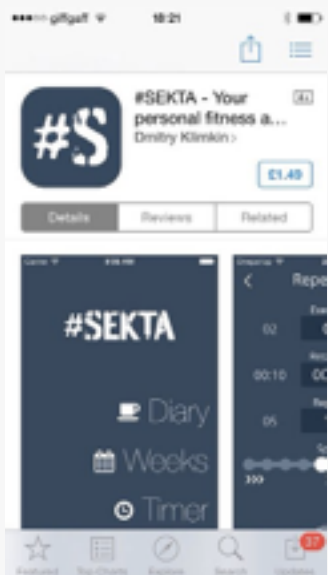 giffgaff 18:21
#SEKTA - Your
personal fitness a...
Dmitry Klimkin >
4+
£1.49
#S
Details Reviews Related
#SEKTA
Diary
Weeks
Timer
Repe
02
00:10
05
Featured Top Charts Explore Search Updates
37